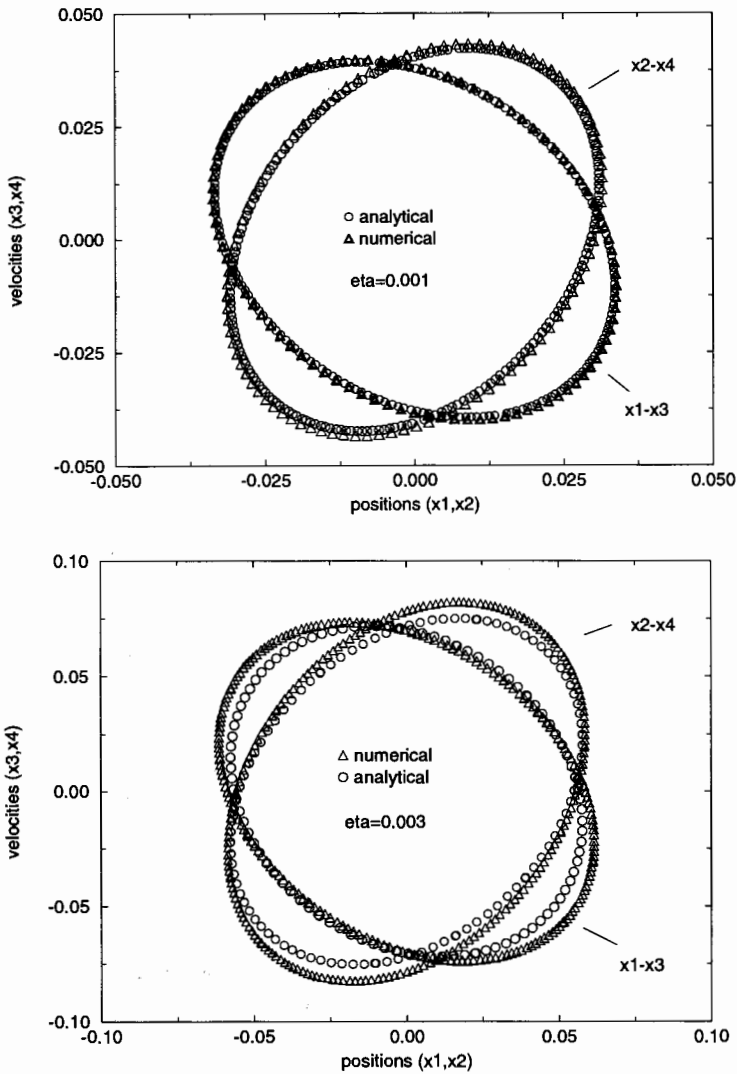 0.050
x2-x4
0.025
velocities (x3,x4)
analytical
0.000
numerical
eta=0.001
-0.025
x1-x3
-0.050
-0.050 -0.025 0.000 0.025 0.050
positions (x1,x2)
0.10
x2-x4
0.05
velocities (x3,x4)
numerical
analytical
0.00
eta=0.003
-0.05
x1-x3
-0.10
-0.10 -0.05 0.00 0.05 0.10
positions (x1,x2)